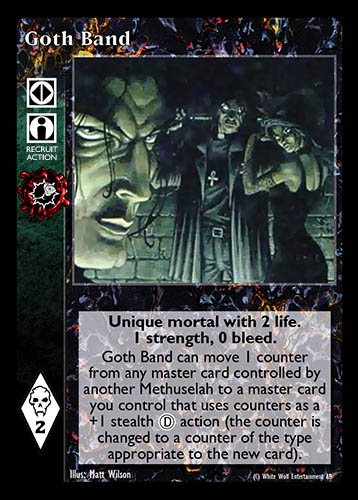 Goth Band
RECRUIT
ACTION
Unique mortal with 2 life.
1 strength, 0 bleed.
Goth Band can move 1 counter
from any master card controlled by
another Methuselah to a master card
you control that uses counters as a
+1 stealth Ⓓ action (the counter is
changed to a counter of the type
appropriate to the new card).
2
Illus: Matt Wilson